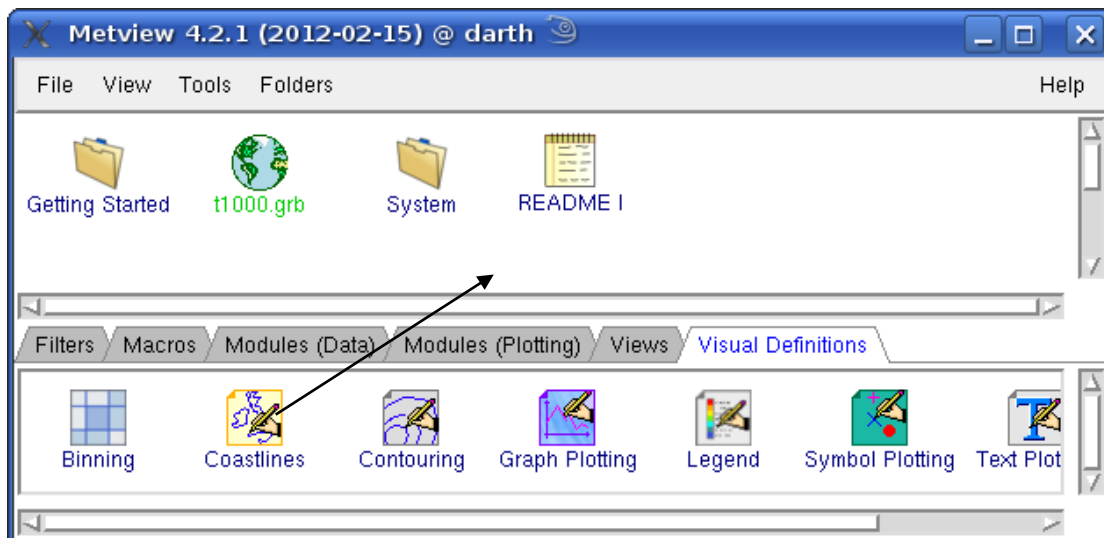 Metview 4.2.1 (2012-02-15) @ darth
File View Tools Folders Help
Getting Started t1000.grb System README I
Filters Macros Modules (Data) Modules (Plotting) Views Visual Definitions
Binning Coastlines Contouring Graph Plotting Legend Symbol Plotting Text Plot